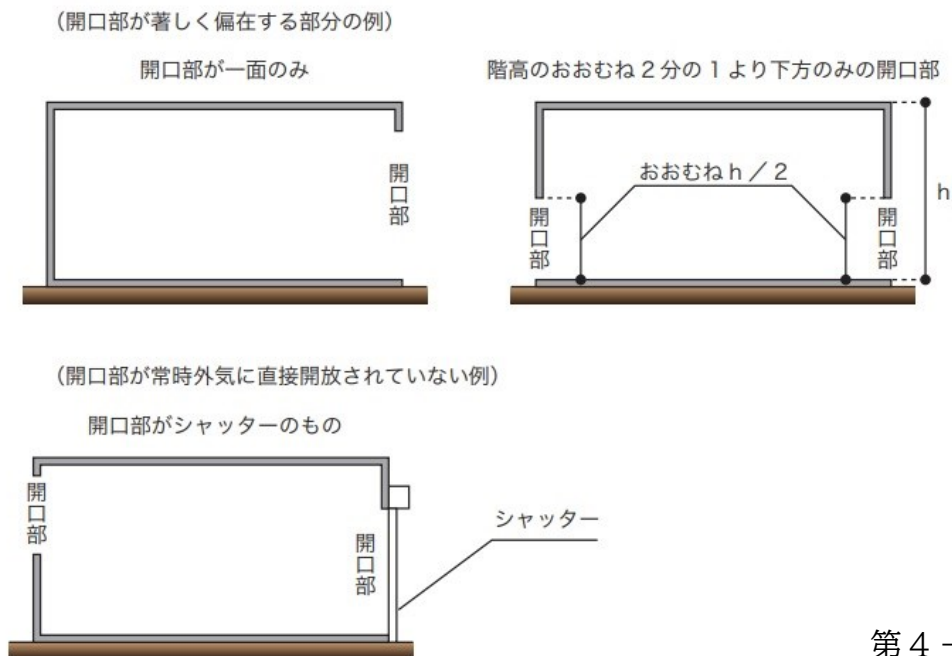 （開口部が著しく偏在する部分の例）
開口部が一面のみ
開口部
階高のおおむね２分の１より下方のみの開口部
おおむねｈ／２
開口部
開口部
h
（開口部が常時外気に直接開放されていない例）
開口部がシャッターのもの
開口部
開口部
シャッター
第４－